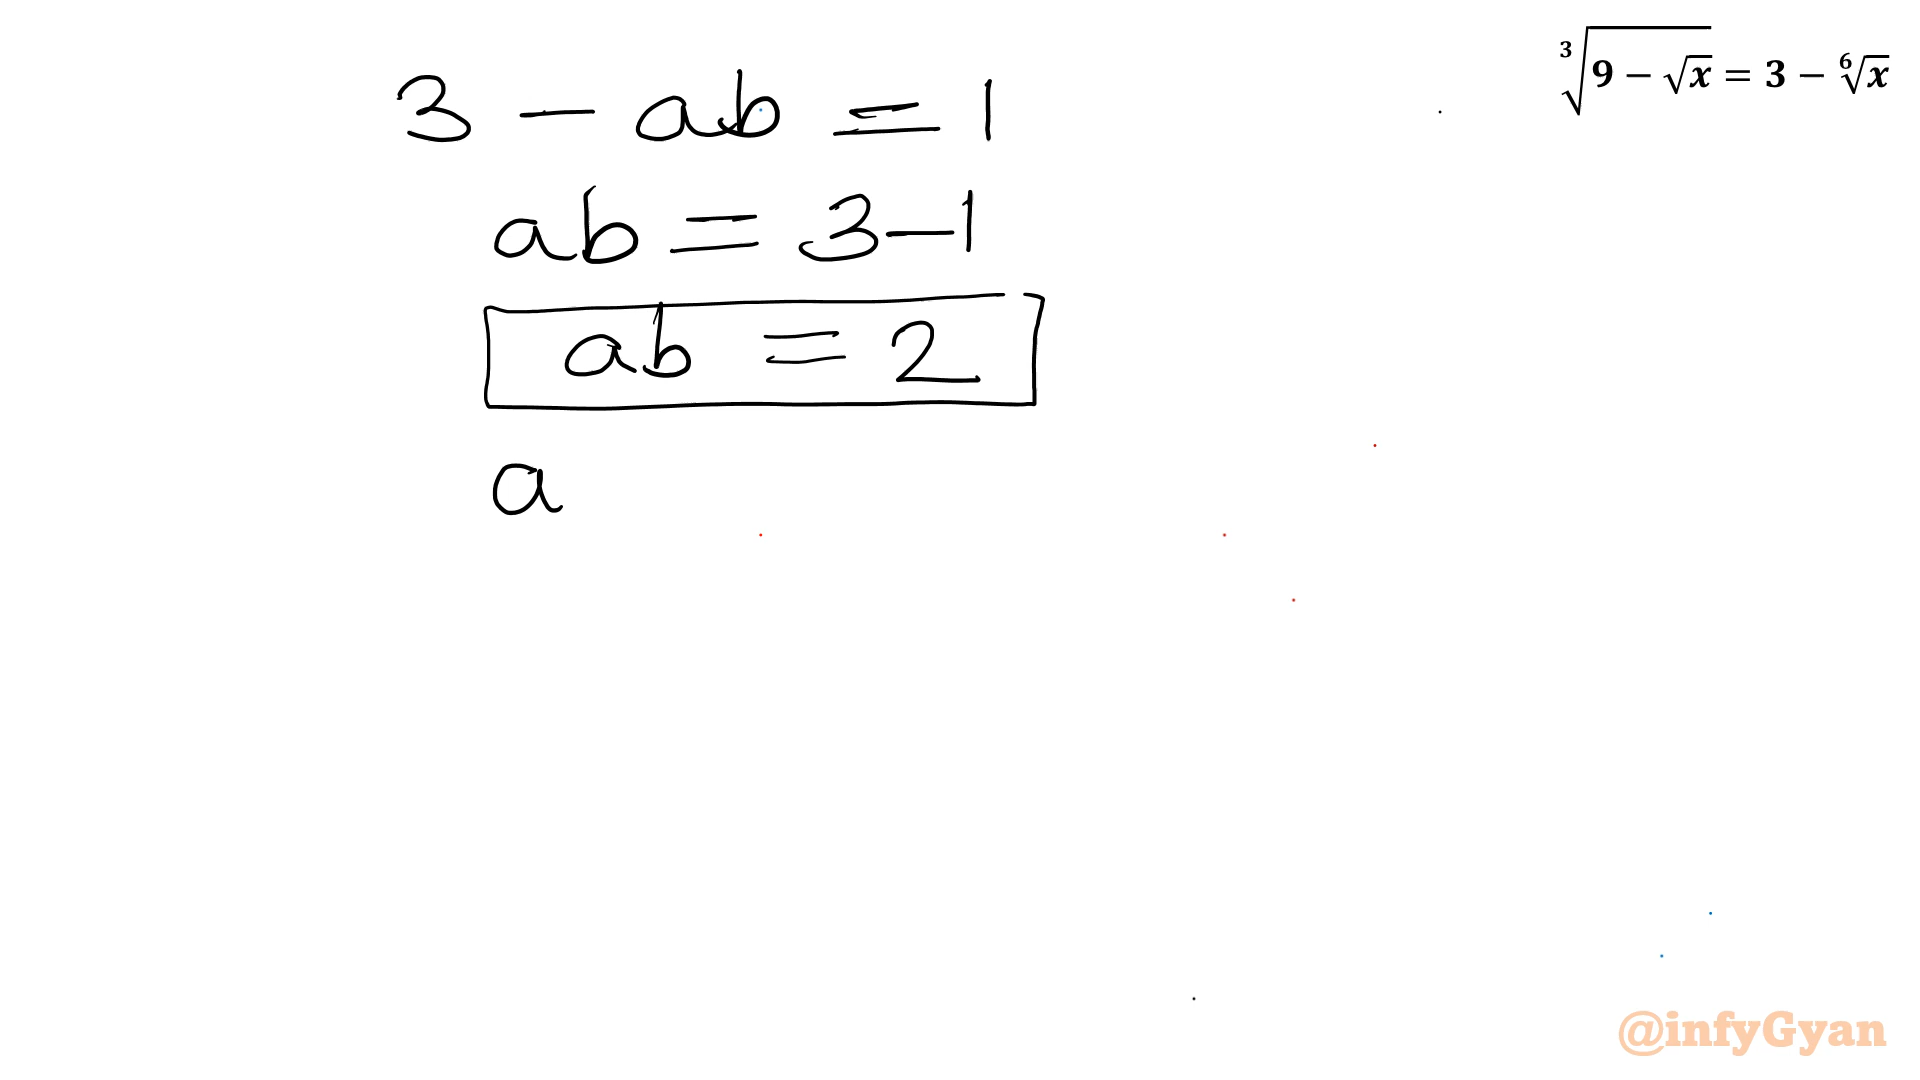 ∛(9 − √x) = 3 − ⁶√x
3 − ab = 1
ab = 3 − 1
ab = 2
a
@infyGyan